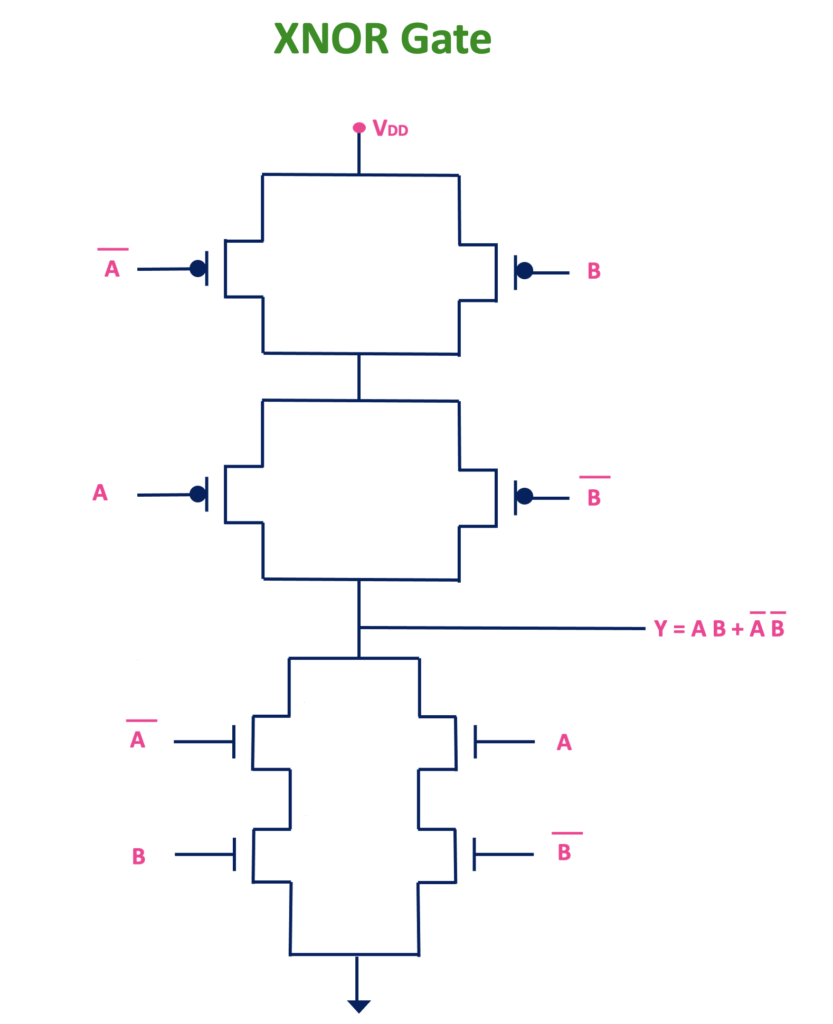 XNOR Gate
VDD
A̅
B
A
B̅
Y = A B + A̅ B̅
A̅
A
B
B̅